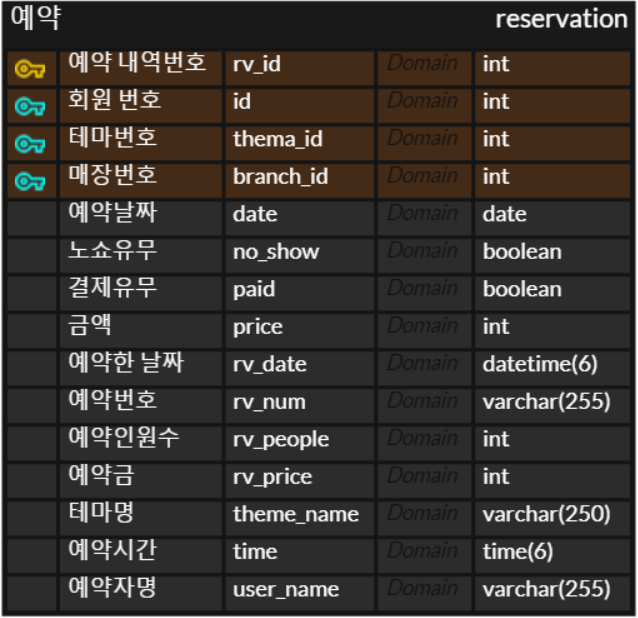 예약 reservation
예약 내역번호 rv_id Domain int
회원 번호 id Domain int
테마번호 thema_id Domain int
매장번호 branch_id Domain int
예약날짜 date Domain date
노쇼유무 no_show Domain boolean
결제유무 paid Domain boolean
금액 price Domain int
예약한 날짜 rv_date Domain datetime(6)
예약번호 rv_num Domain varchar(255)
예약인원수 rv_people Domain int
예약금 rv_price Domain int
테마명 theme_name Domain varchar(250)
예약시간 time Domain time(6)
예약자명 user_name Domain varchar(255)